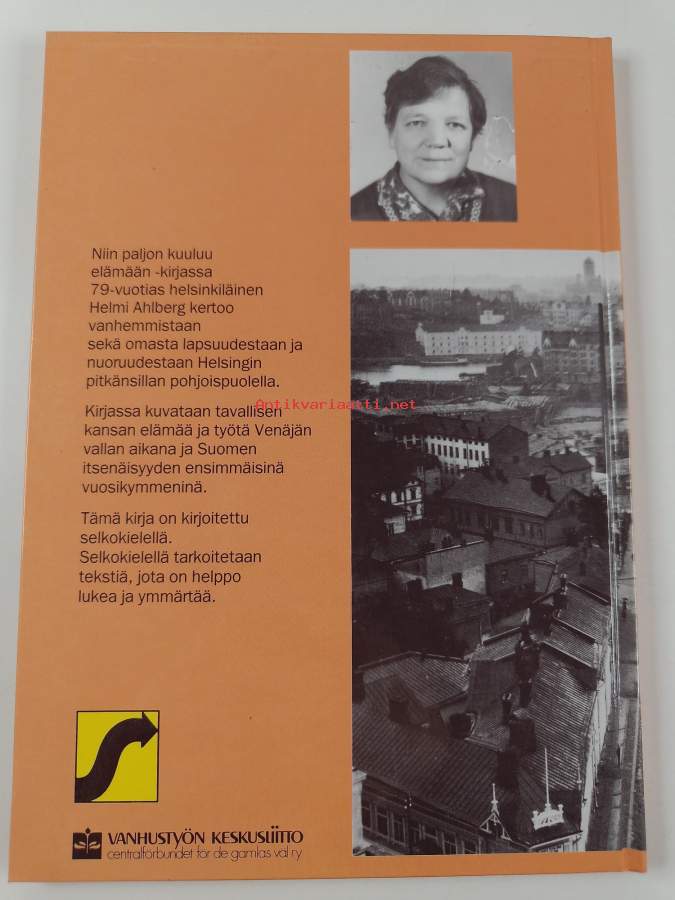 Niin paljon kuuluu
elämään -kirjassa
79-vuotias helsinkiläinen
Helmi Ahlberg kertoo
vanhemmistaan
sekä omasta lapsuudestaan ja
nuoruudestaan Helsingin
pitkänsillan pohjoispuolella.
Kirjassa kuvataan tavallisen
kansan elämää ja työtä Venäjän
vallan aikana ja Suomen
itsenäisyyden ensimmäisinä
vuosikymmeninä.
Tämä kirja on kirjoitettu
selkokielellä.
Selkokielellä tarkoitetaan
tekstiä, jota on helppo
lukea ja ymmärtää.
Antikvariaatti.net
VANHUSTYÖN KESKUSLIITTO
centralförbundet för de gamlas väl ry